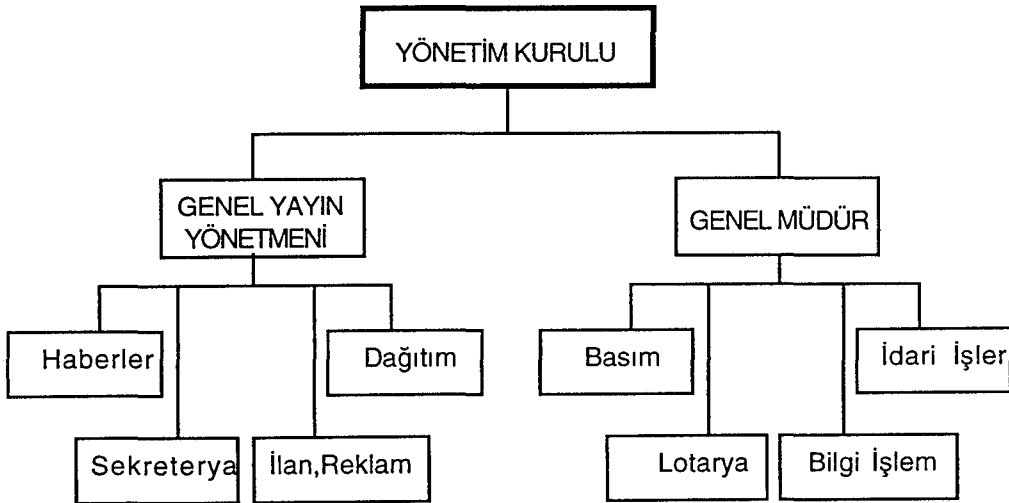 YÖNETİM KURULU
GENEL YAYIN
YÖNETMENİ
GENEL MÜDÜR
Haberler
Dağıtım
Basım
İdari İşler
Sekreterya
İlan,Reklam
Lotarya
Bilgi İşlem